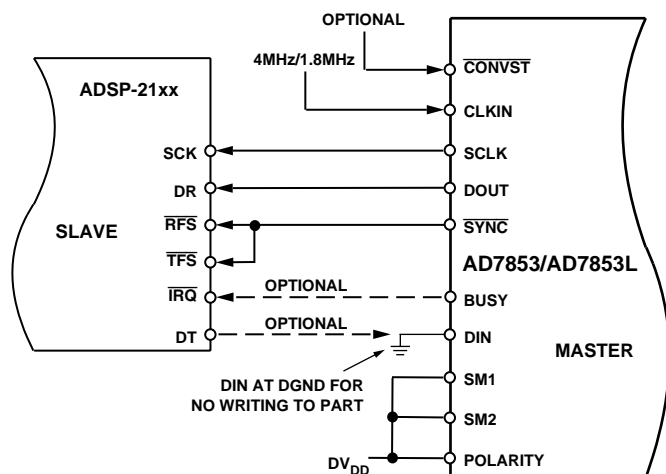 OPTIONAL
4MHz/1.8MHz
ADSP-21xx
SLAVE
SCK
DR
RFS
TFS
IRQ
DT
OPTIONAL
OPTIONAL
DIN AT DGND FOR
NO WRITING TO PART
DVDD
CONVST
CLKIN
SCLK
DOUT
SYNC
AD7853/AD7853L
BUSY
DIN
MASTER
SM1
SM2
POLARITY